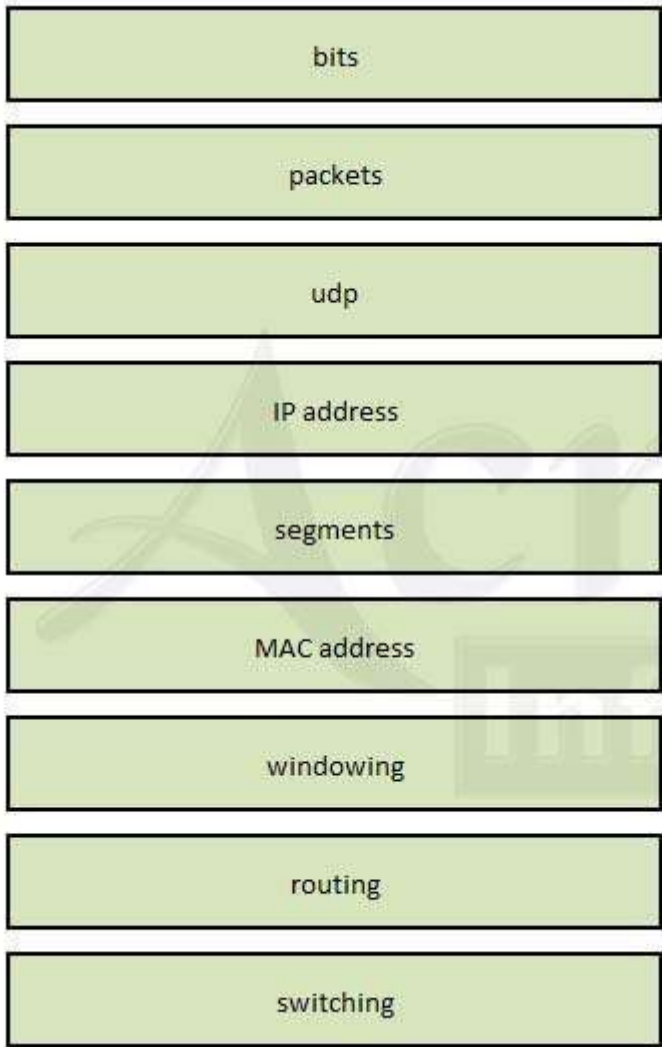 bits
packets
udp
IP address
segments
MAC address
windowing
routing
switching